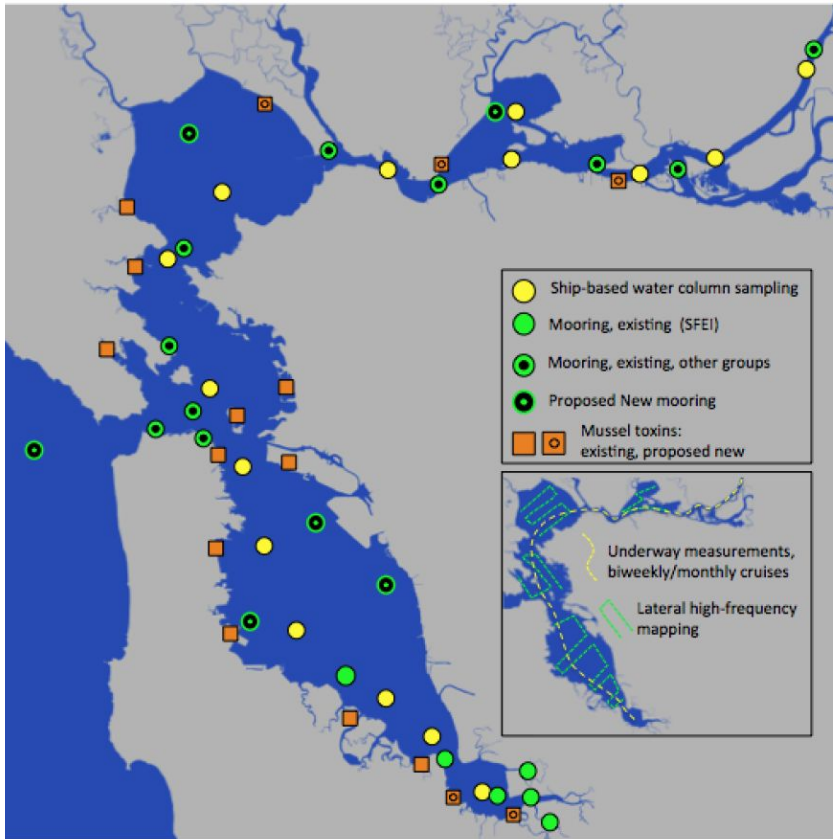 Ship-based water column sampling
Mooring, existing (SFEI)
Mooring, existing, other groups
Proposed New mooring
Mussel toxins:
existing, proposed new
Underway measurements,
biweekly/monthly cruises
Lateral high-frequency
mapping